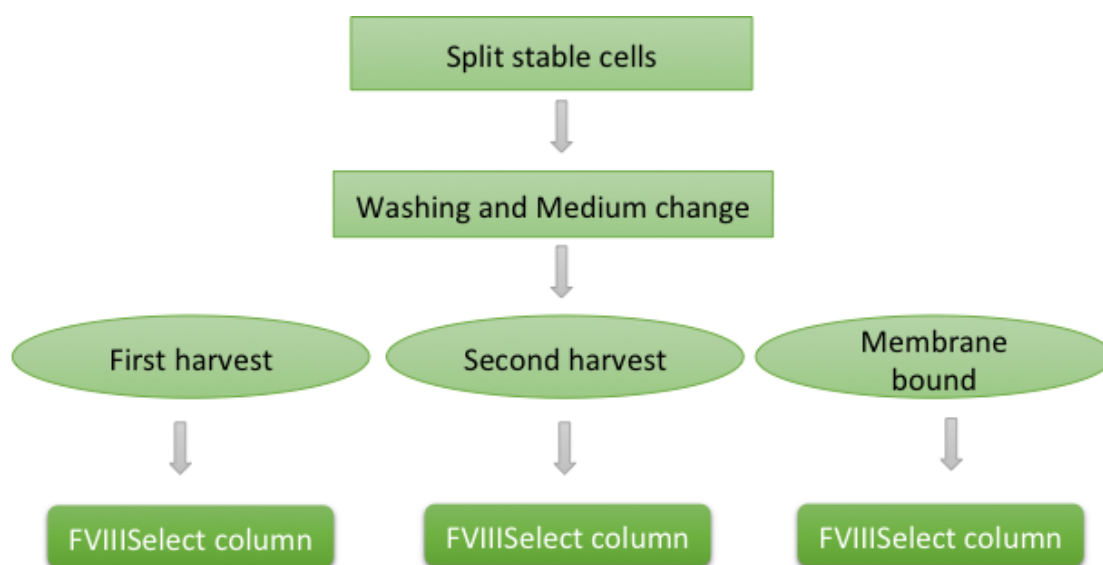 Split stable cells
Washing and Medium change
First harvest
Second harvest
Membrane
bound
FVIIISelect column
FVIIISelect column
FVIIISelect column